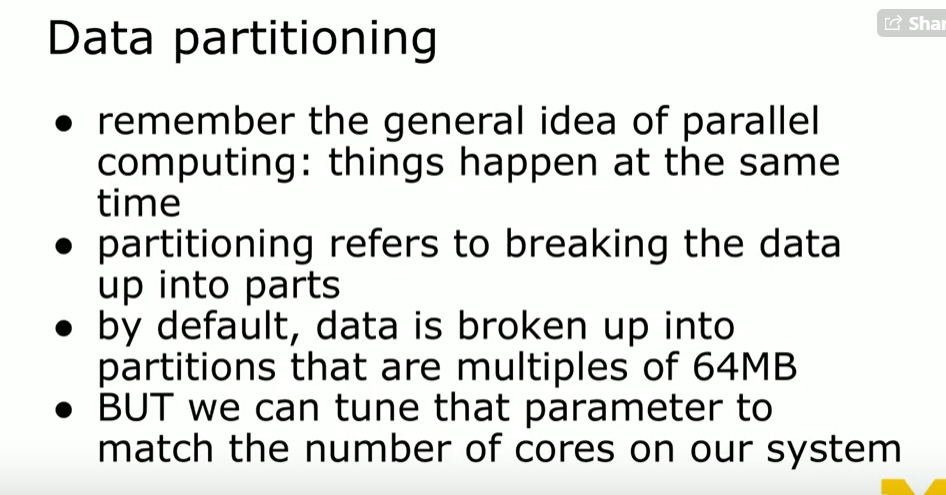 Data partitioning
Shar
● remember the general idea of parallel
computing: things happen at the same
time
● partitioning refers to breaking the data
up into parts
● by default, data is broken up into
partitions that are multiples of 64MB
● BUT we can tune that parameter to
match the number of cores on our system